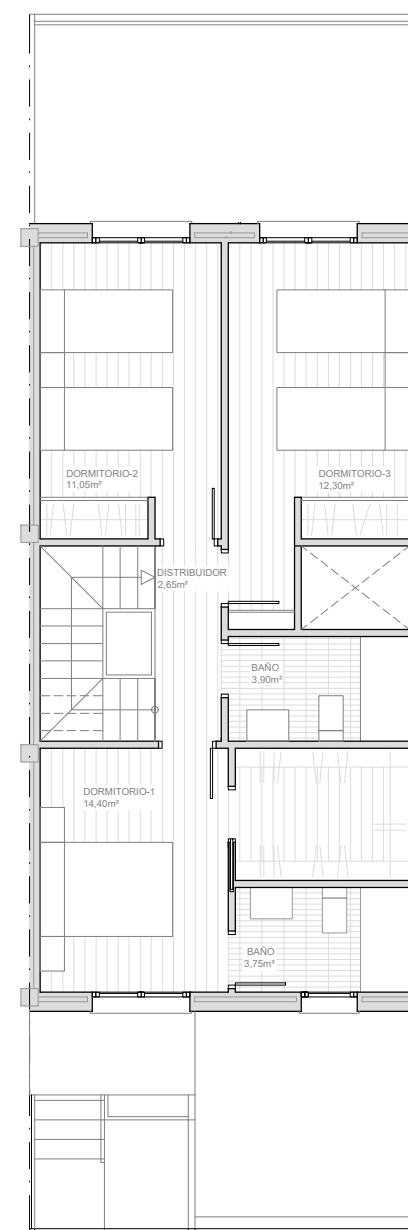 DORMITORIO-2
11,05m²
DORMITORIO-3
12,30m²
DISTRIBUIDOR
2,65m²
BAÑO
3,90m²
DORMITORIO-1
14,40m²
BAÑO
3,75m²